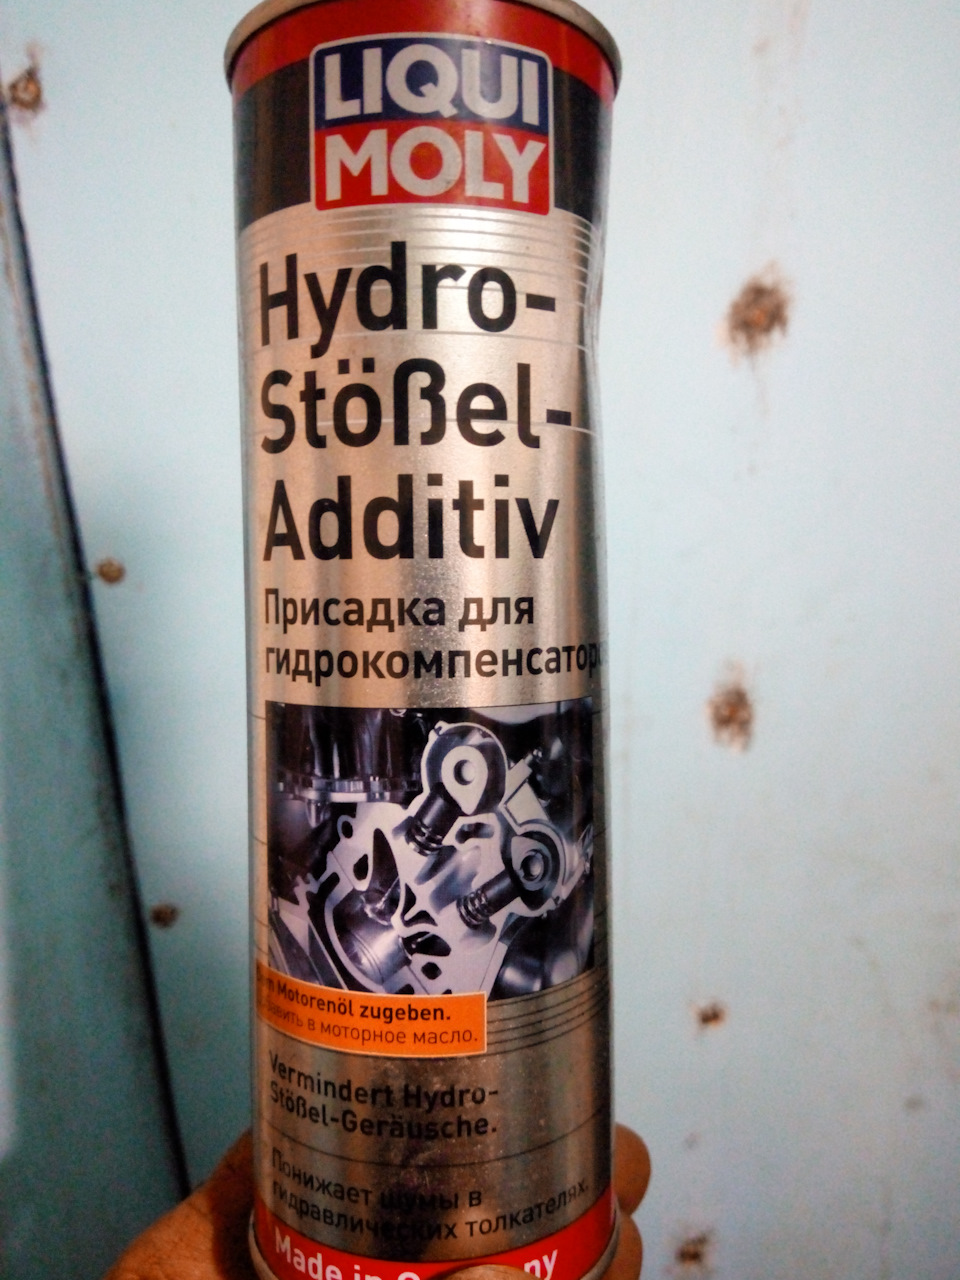 LIQUI
MOLY
Hydro-
Stößel-
Additiv
Присадка для
Motorenöl zugeben.
в моторное масло.
Vermindert Hydro-
Stößel-Geräusche.
Понижает шумы в
гидравлических толкателях.
Made in